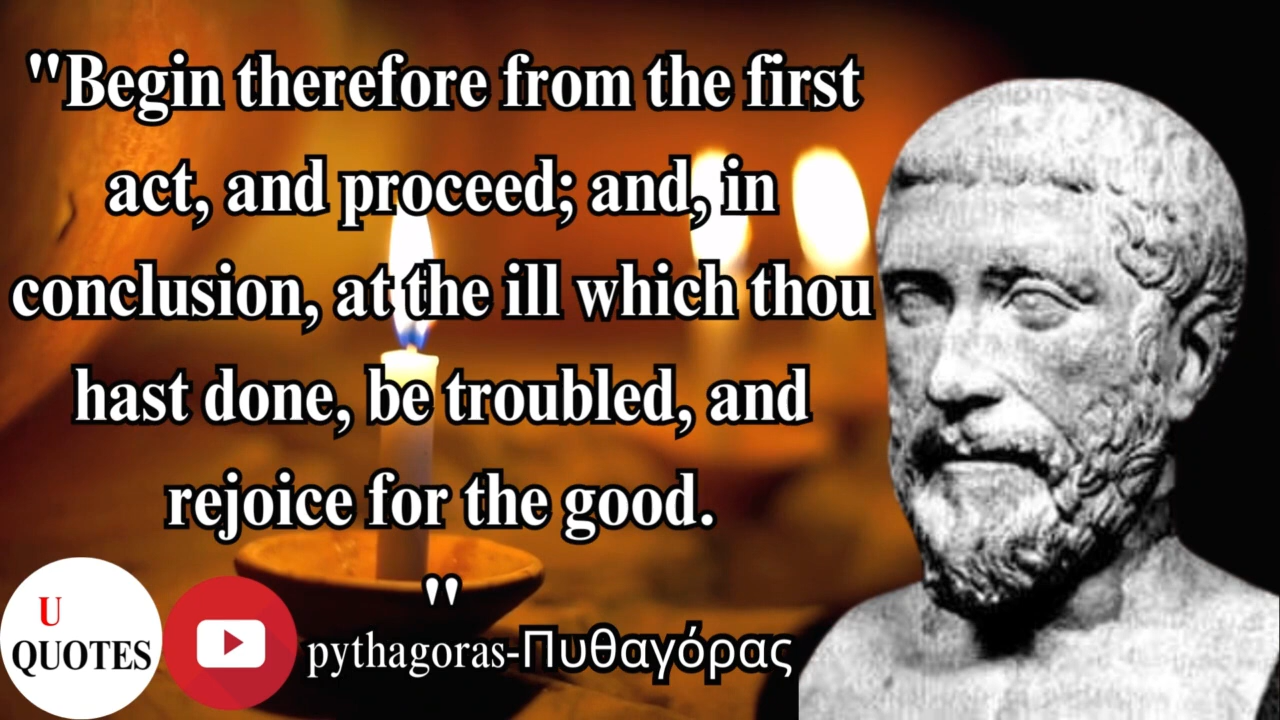 "Begin therefore from the first
act, and proceed; and, in
conclusion, at the ill which thou
hast done, be troubled, and
rejoice for the good.
"
U
QUOTES
pythagoras-Πυθαγόρας